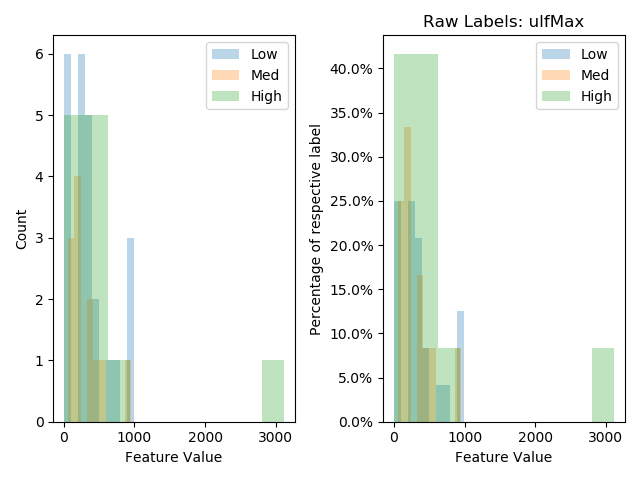 Raw Labels: ulfMax
Count
6
5
4
3
2
1
0
0
1000
2000
3000
Feature Value
Low
Med
High
Percentage of respective label
40.0%
35.0%
30.0%
25.0%
20.0%
15.0%
10.0%
5.0%
0.0%
0
1000
2000
3000
Feature Value
Low
Med
High